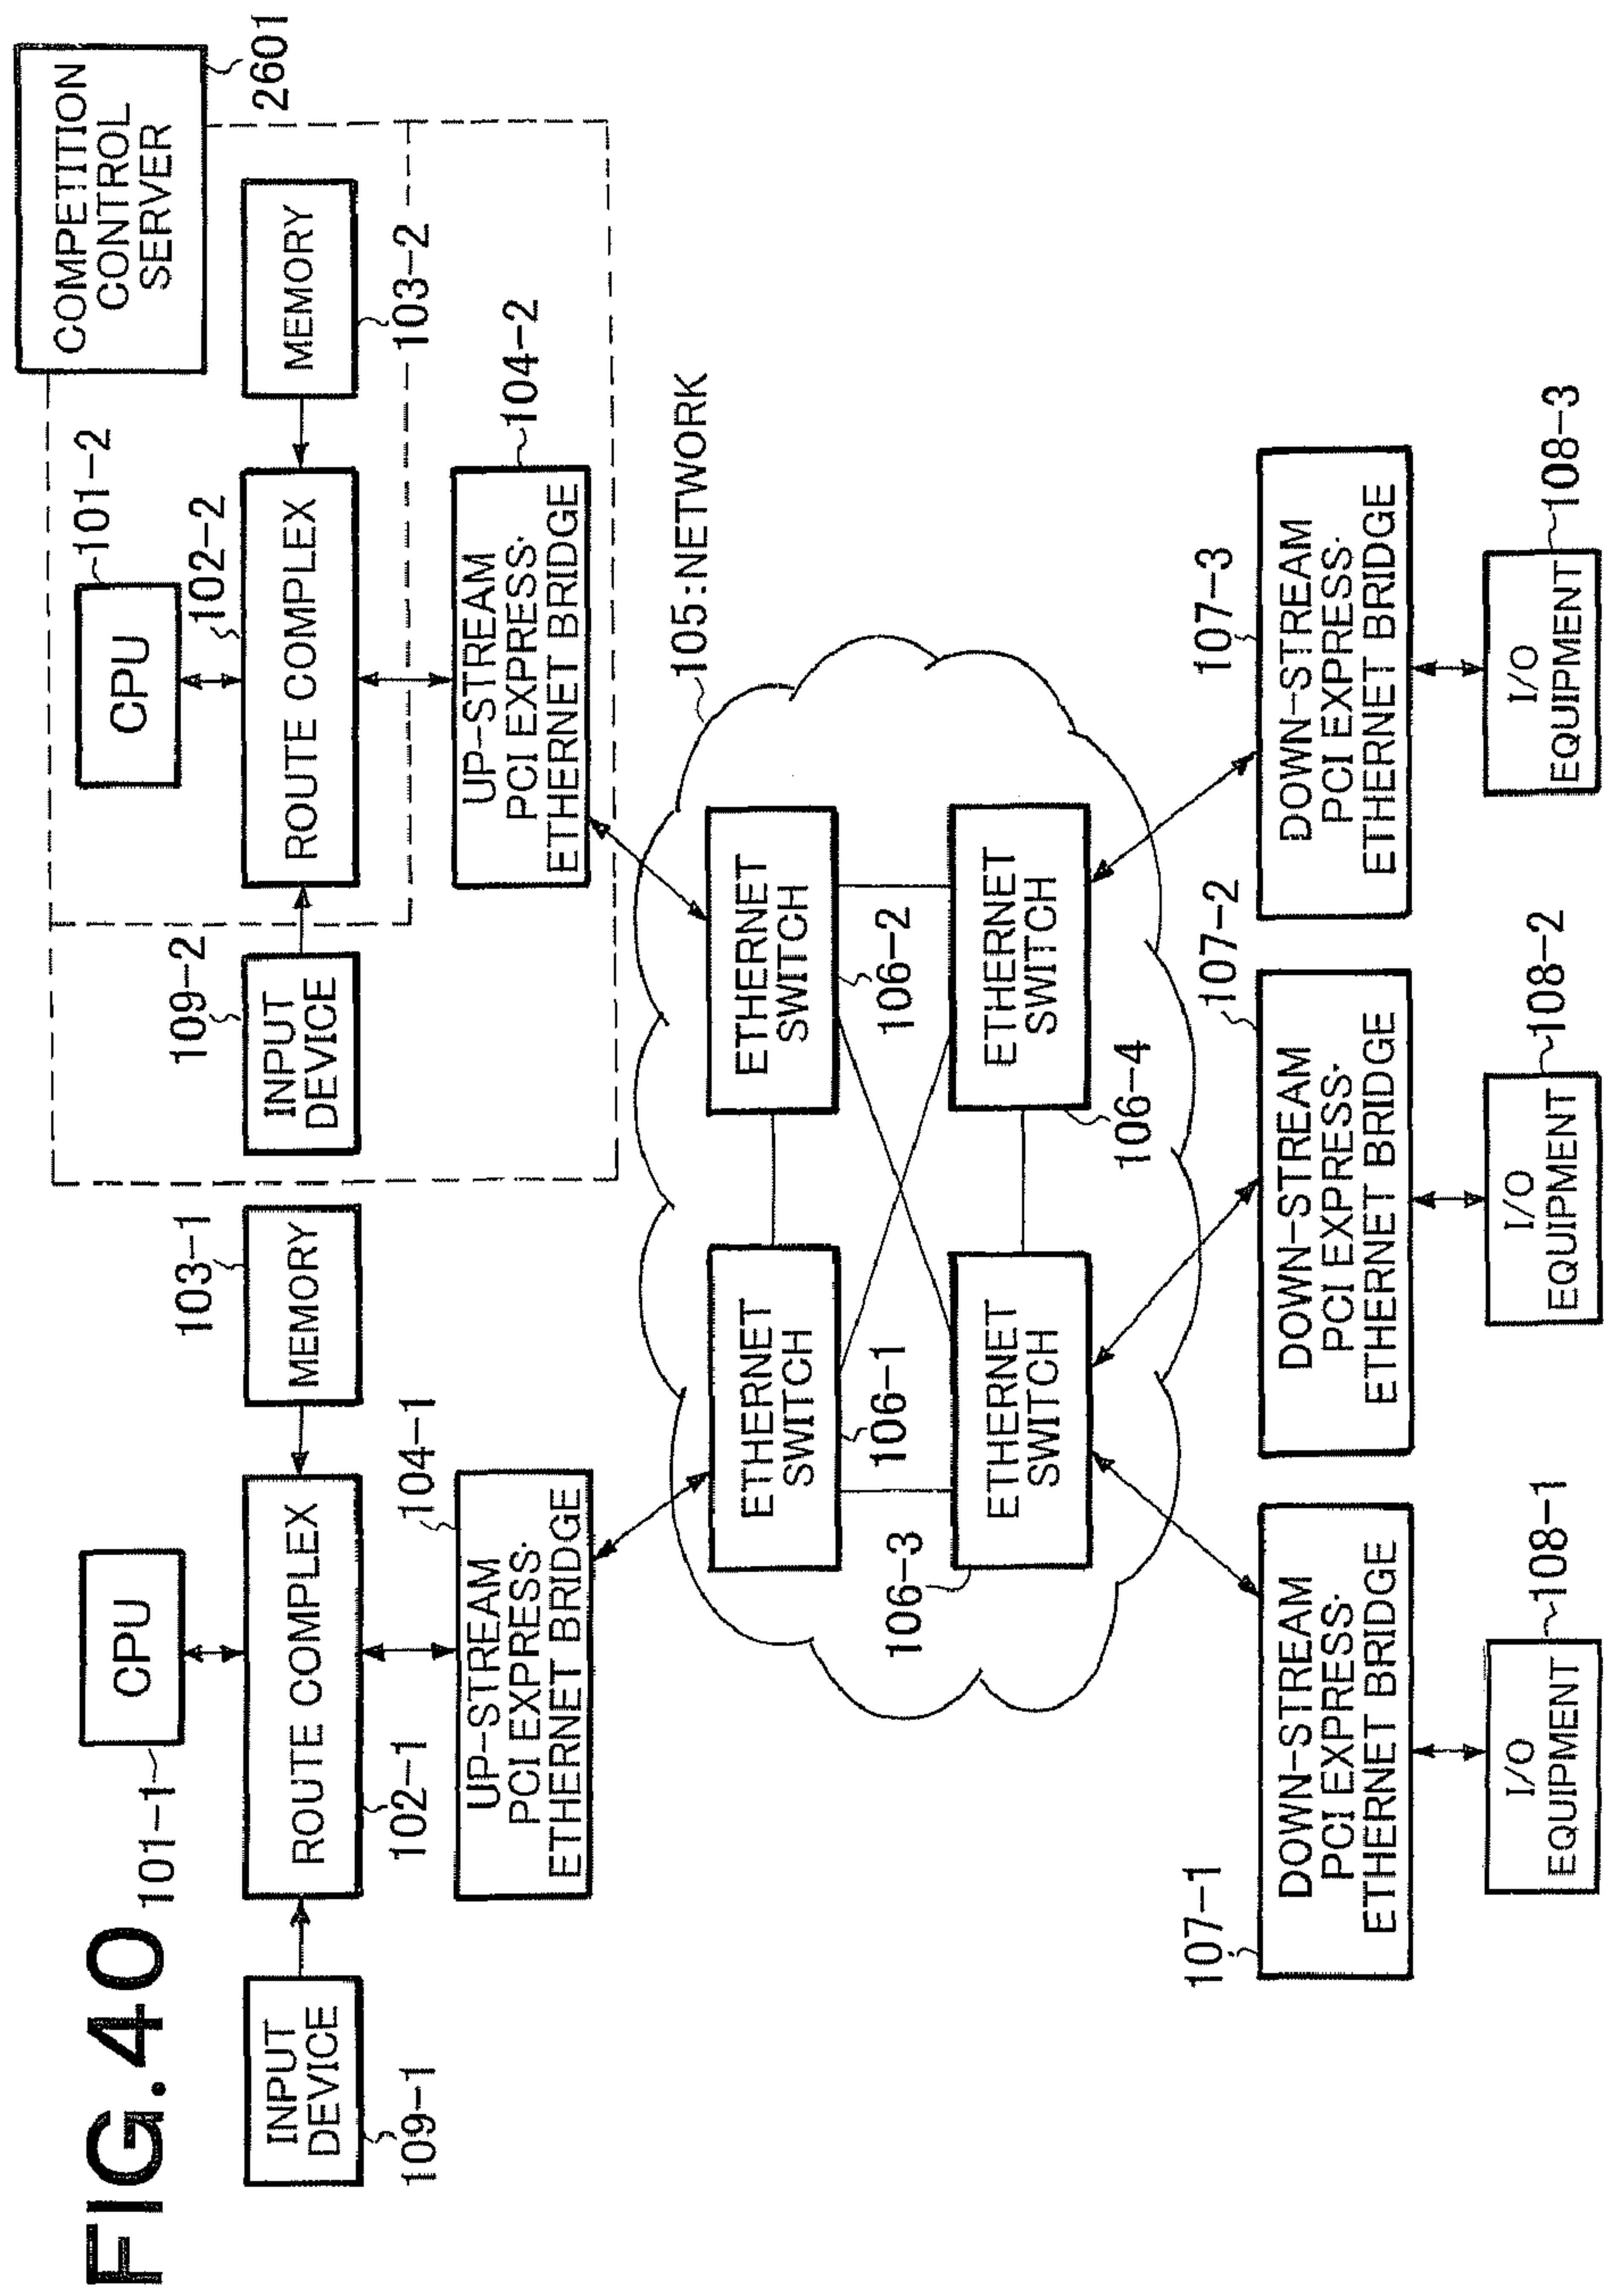 FIG.40
101-1
CPU
103-1
MEMORY
109-1
INPUT
DEVICE
102-1
ROUTE COMPLEX
104-1
UP-STREAM
PCI EXPRESS·
ETHERNET BRIDGE
COMPETITION
CONTROL
SERVER
2601
101-2
CPU
102-2
109-2
INPUT
DEVICE
ROUTE COMPLEX
MEMORY
103-2
104-2
UP-STREAM
PCI EXPRESS·
ETHERNET BRIDGE
105:NETWORK
ETHERNET
SWITCH
106-1
ETHERNET
SWITCH
106-2
106-3
ETHERNET
SWITCH
ETHERNET
SWITCH
106-4
107-1
DOWN-STREAM
PCI EXPRESS·
ETHERNET BRIDGE
107-2
DOWN-STREAM
PCI EXPRESS·
ETHERNET BRIDGE
107-3
DOWN-STREAM
PCI EXPRESS·
ETHERNET BRIDGE
I/O
EQUIPMENT
108-1
I/O
EQUIPMENT
108-2
I/O
EQUIPMENT
108-3